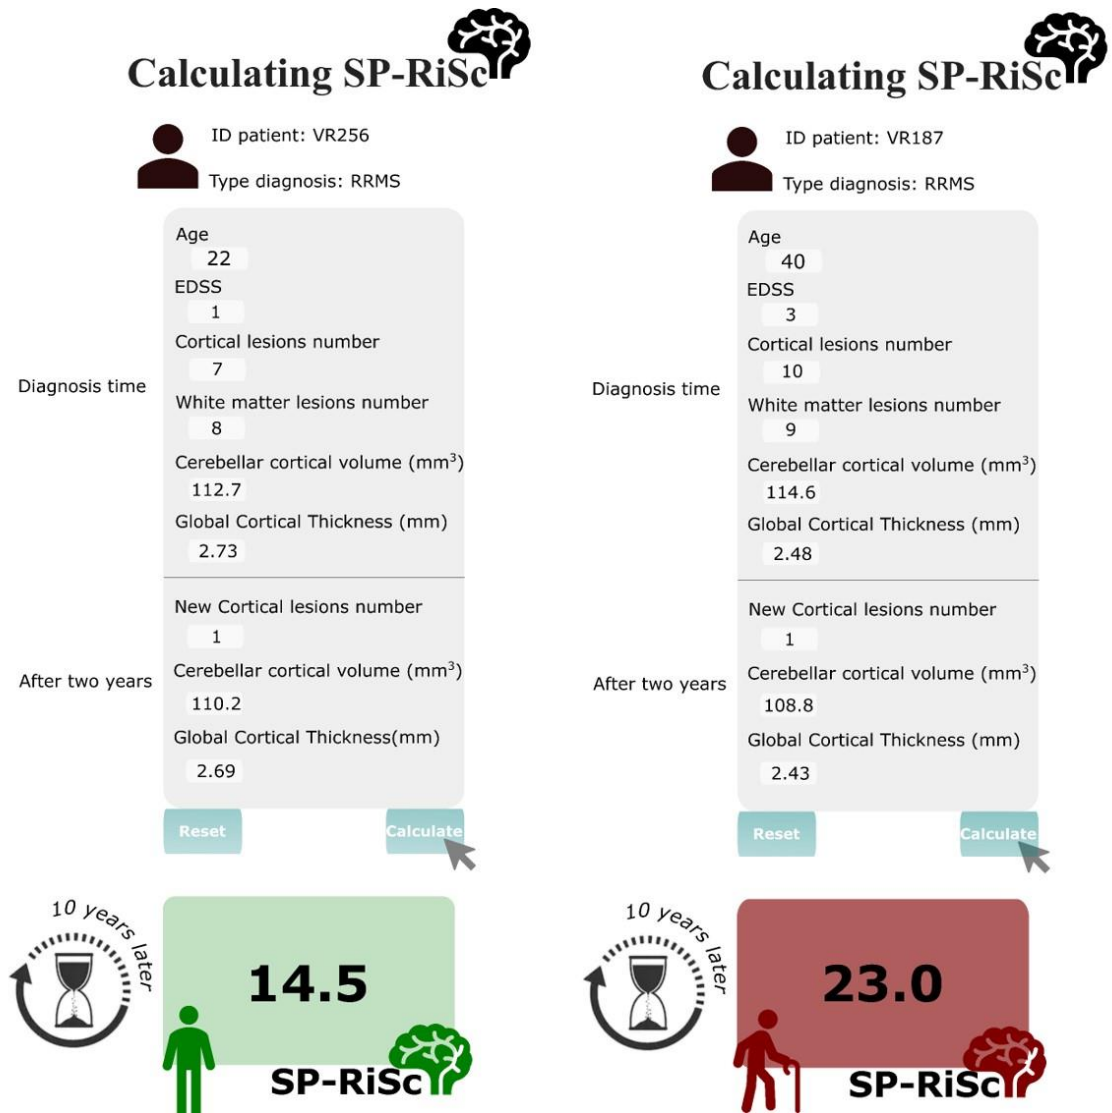 Calculating SP-RiSc
ID patient: VR256
Type diagnosis: RRMS
Diagnosis time
Age
22
EDSS
1
Cortical lesions number
7
White matter lesions number
8
Cerebellar cortical volume (mm³)
112.7
Global Cortical Thickness (mm)
2.73
After two years
New Cortical lesions number
1
Cerebellar cortical volume (mm³)
110.2
Global Cortical Thickness(mm)
2.69
Reset
Calculate
10 years later
14.5
SP-RiSc
Calculating SP-RiSc
ID patient: VR187
Type diagnosis: RRMS
Diagnosis time
Age
40
EDSS
3
Cortical lesions number
10
White matter lesions number
9
Cerebellar cortical volume (mm³)
114.6
Global Cortical Thickness (mm)
2.48
After two years
New Cortical lesions number
1
Cerebellar cortical volume (mm³)
108.8
Global Cortical Thickness (mm)
2.43
Reset
Calculate
10 years later
23.0
SP-RiSc